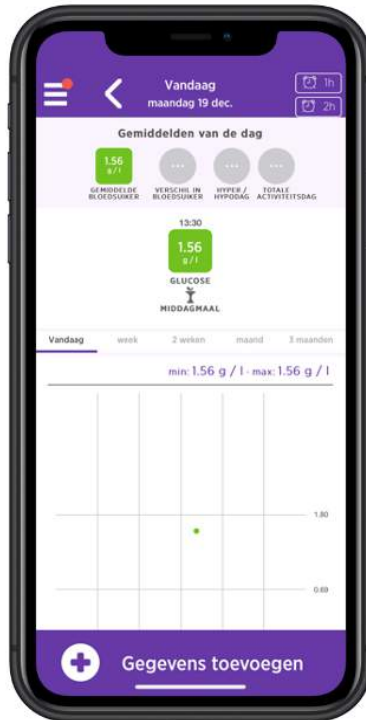 Vandaag
maandag 19 dec.
1h
2h
Gemiddelden van de dag
1.56
g/l
GEMIDDELDE
BLOEDSUIKER
VERSCHIL IN
BLOEDSUIKER
HYPER /
HYPODAG
TOTALE
ACTIVITEITSDAG
13:30
1.56
g/l
GLUCOSE
MIDDAGMAAL
Vandaag week 2 weken maand 3 maanden
min: 1.56 g / l - max: 1.56 g / l
1.80
0.69
Gegevens toevoegen